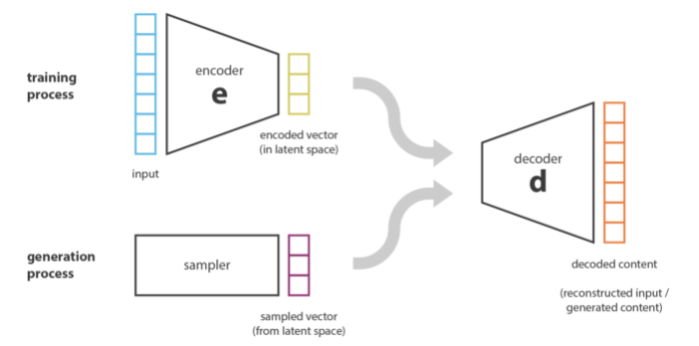 training
process
encoder
e
encoded vector
(in latent space)
input
decoder
d
generation
process
sampler
sampled vector
(from latent space)
decoded content
(reconstructed input /
generated content)